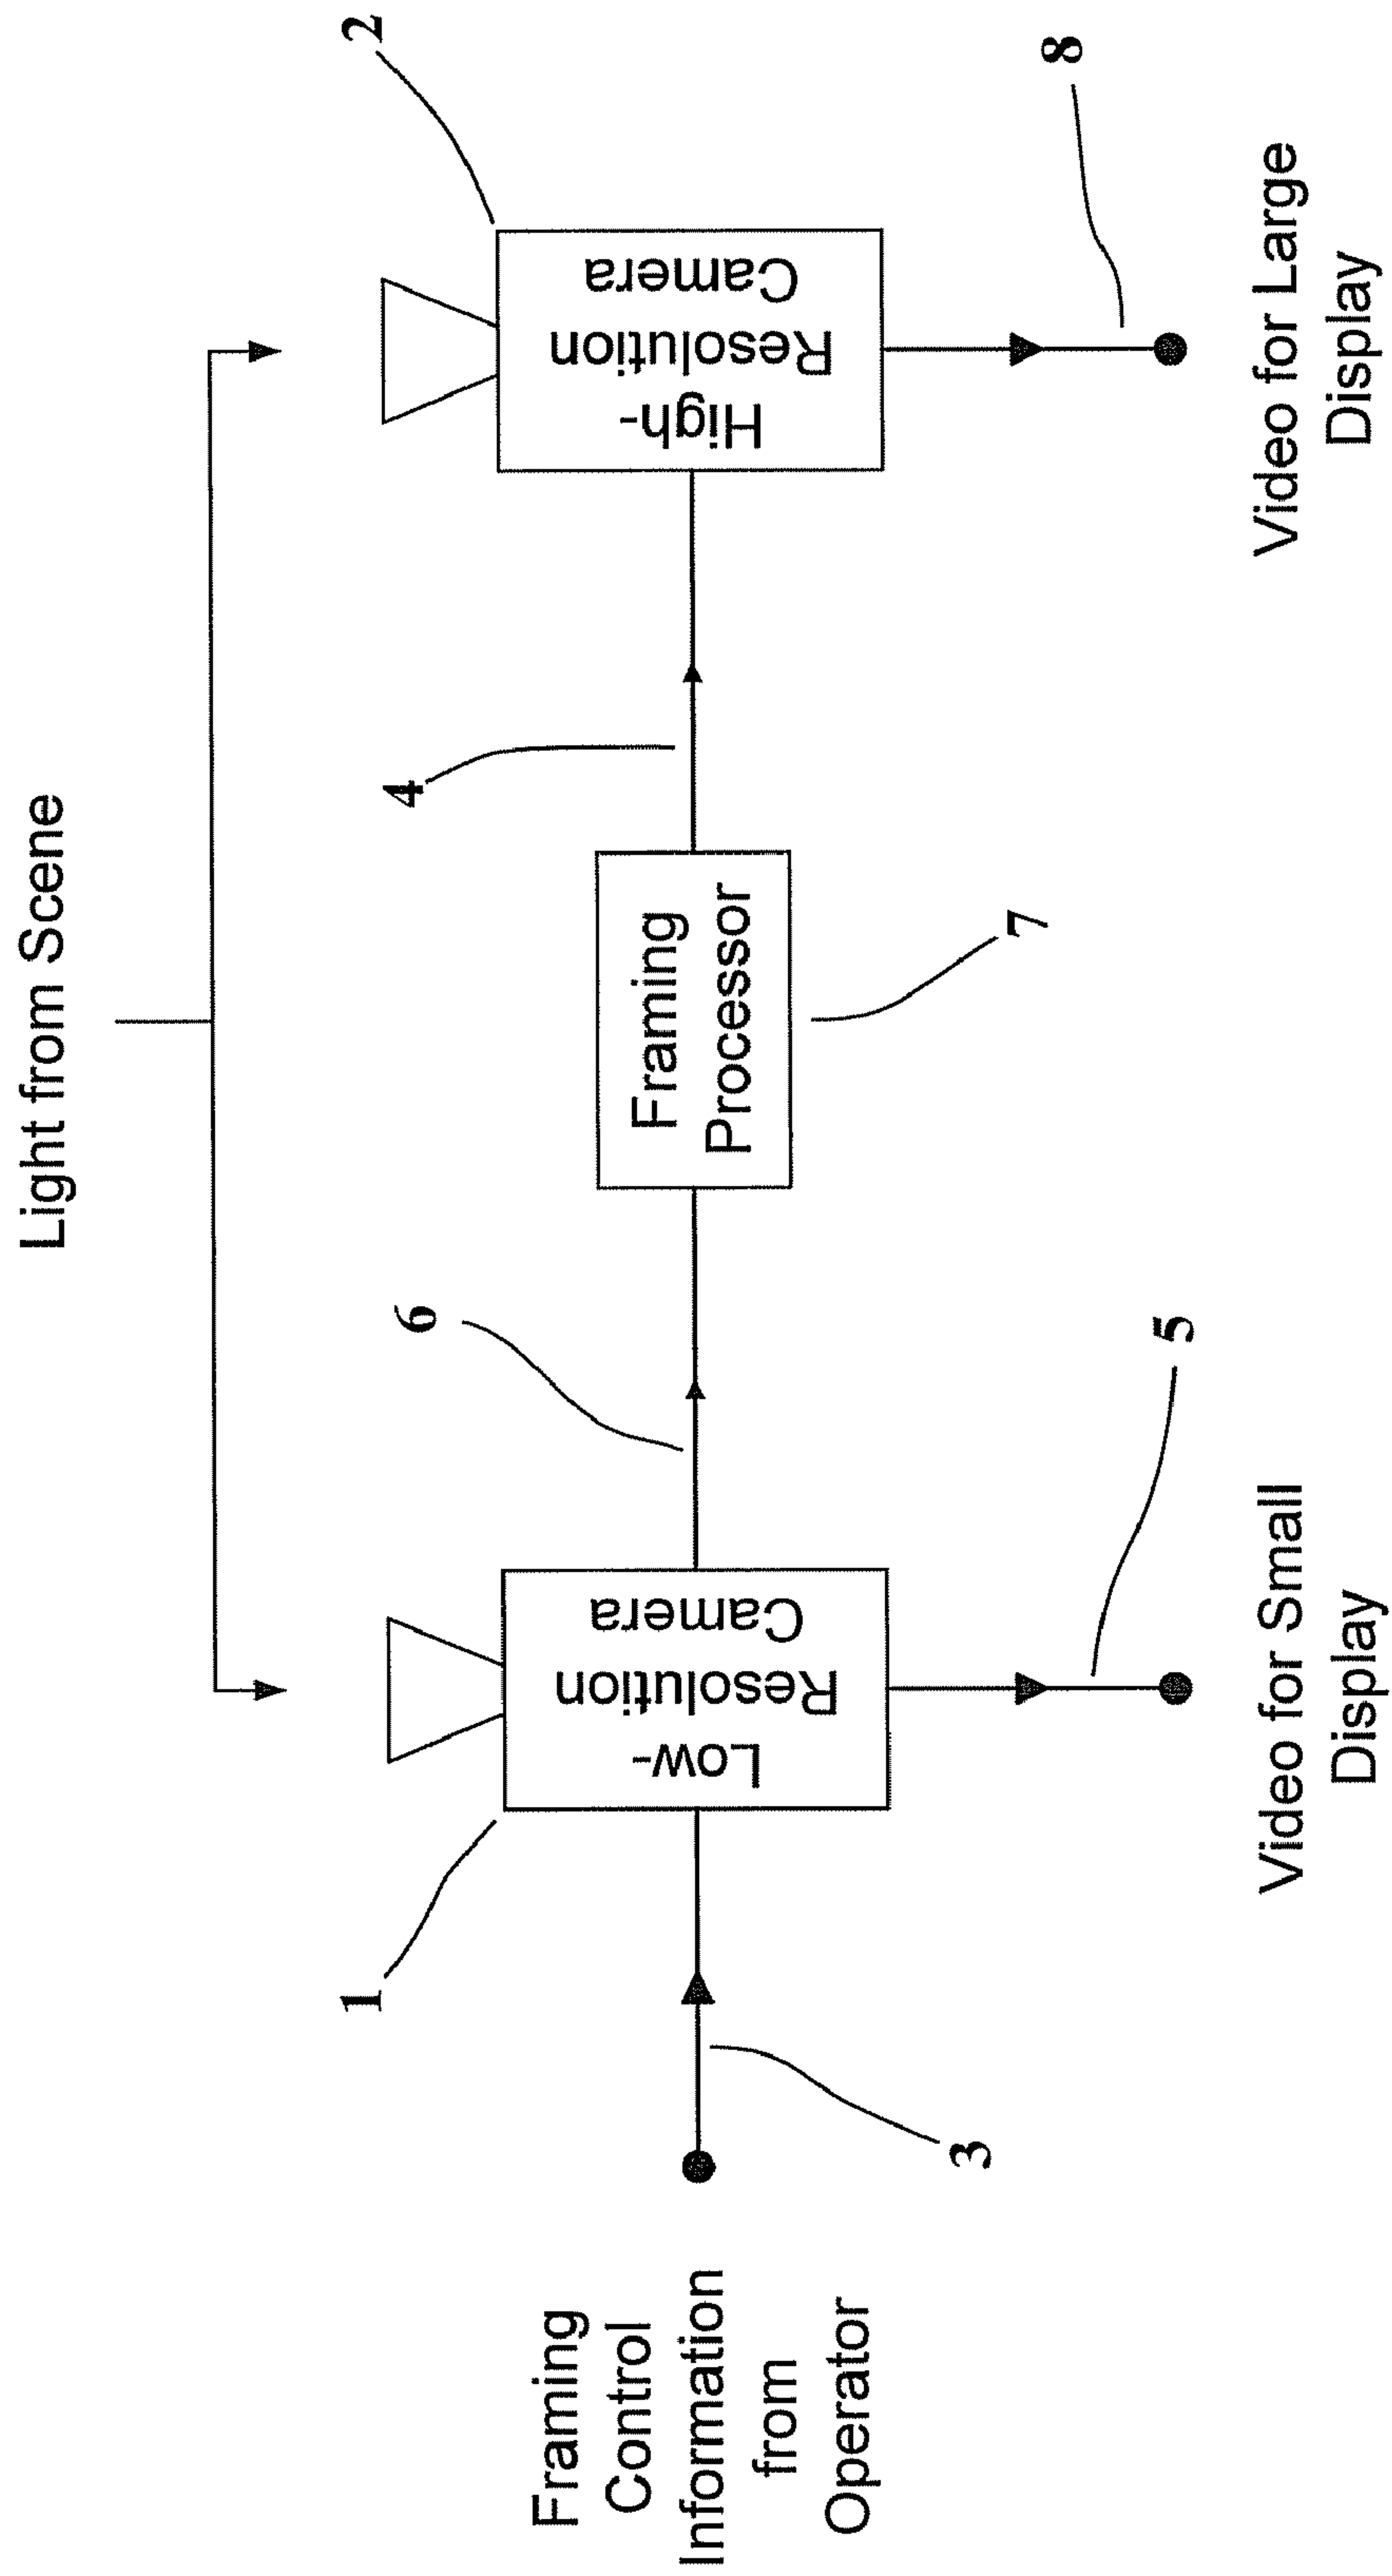 Light from Scene
2
1
Low-
Resolution
Camera
High-
Resolution
Camera
6
4
Framing
Control
Information
from
Operator
3
Framing
Processor
7
5
8
Video for Small
Display
Video for Large
Display